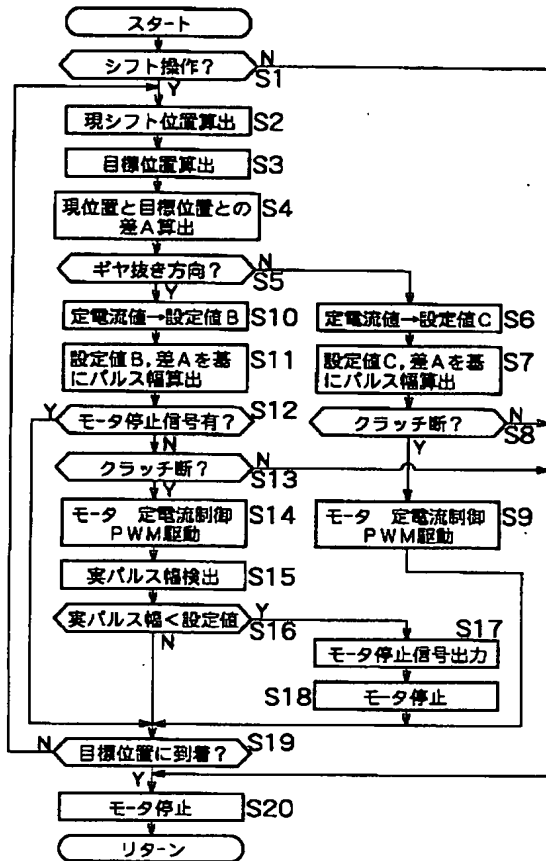 スタート
シフト操作?
N
S1
Y
現シフト位置算出
S2
目標位置算出
S3
現位置と目標位置との
差A算出
S4
ギヤ抜き方向?
N
S5
Y
定電流値→設定値B
S10
定電流値→設定値C
S6
設定値B,差Aを基
にパルス幅算出
S11
設定値C,差Aを基
にパルス幅算出
S7
Y
モータ停止信号有?
S12
N
クラッチ断?
N
S8
Y
クラッチ断?
N
S13
Y
モータ 定電流制御
PWM駆動
S14
モータ 定電流制御
PWM駆動
S9
実パルス幅検出
S15
実パルス幅<設定値
Y
S16
N
S17
モータ停止信号出力
S18
モータ停止
N
目標位置に到着?
S19
Y
モータ停止
S20
リターン